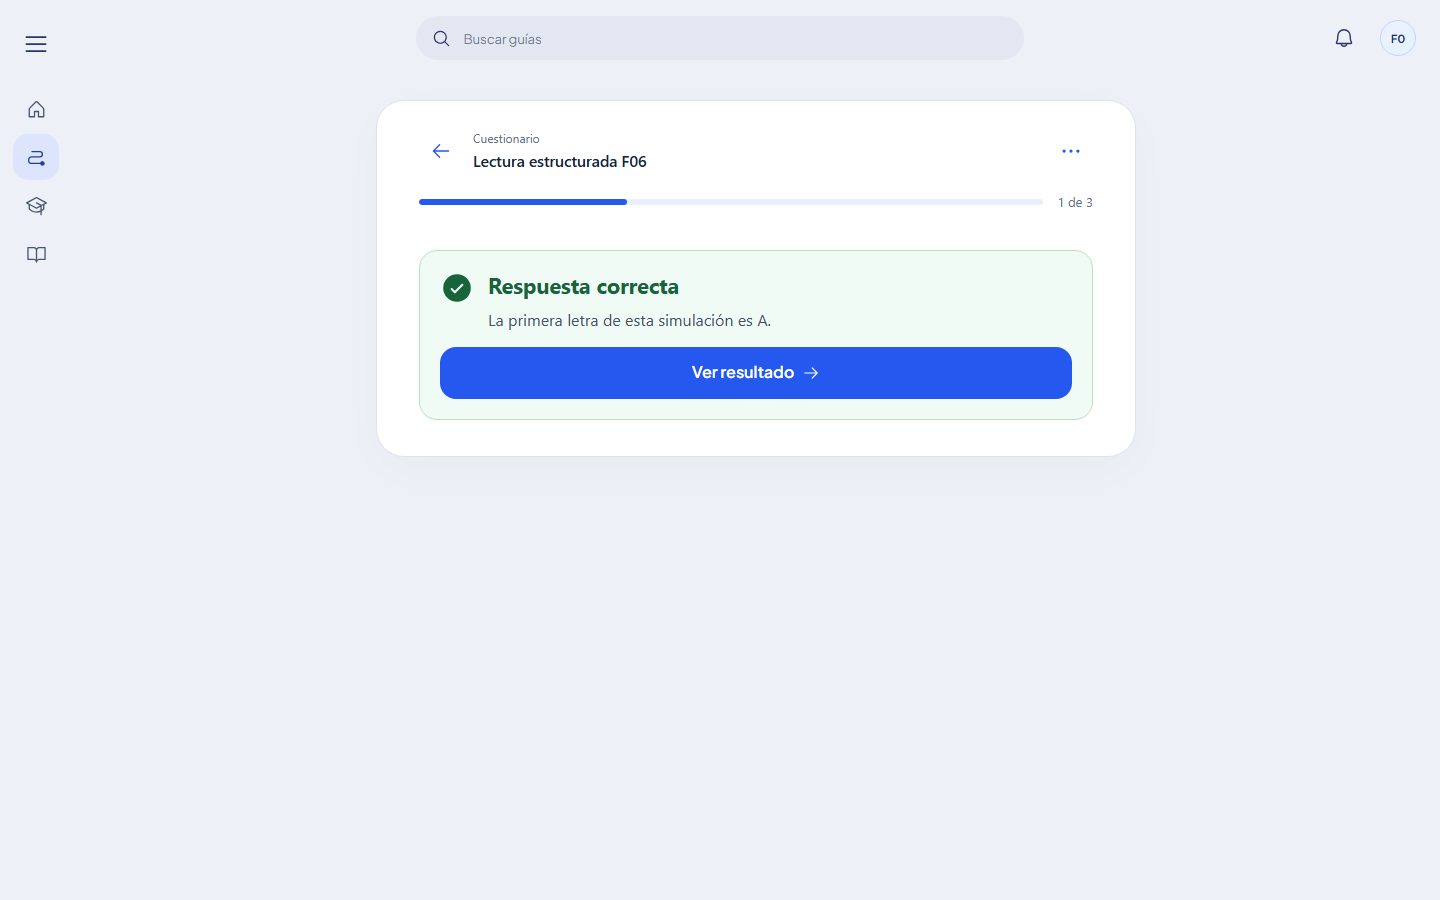 Buscar guías
F0
Cuestionario
Lectura estructurada F06
1 de 3
Respuesta correcta
La primera letra de esta simulación es A.
Ver resultado